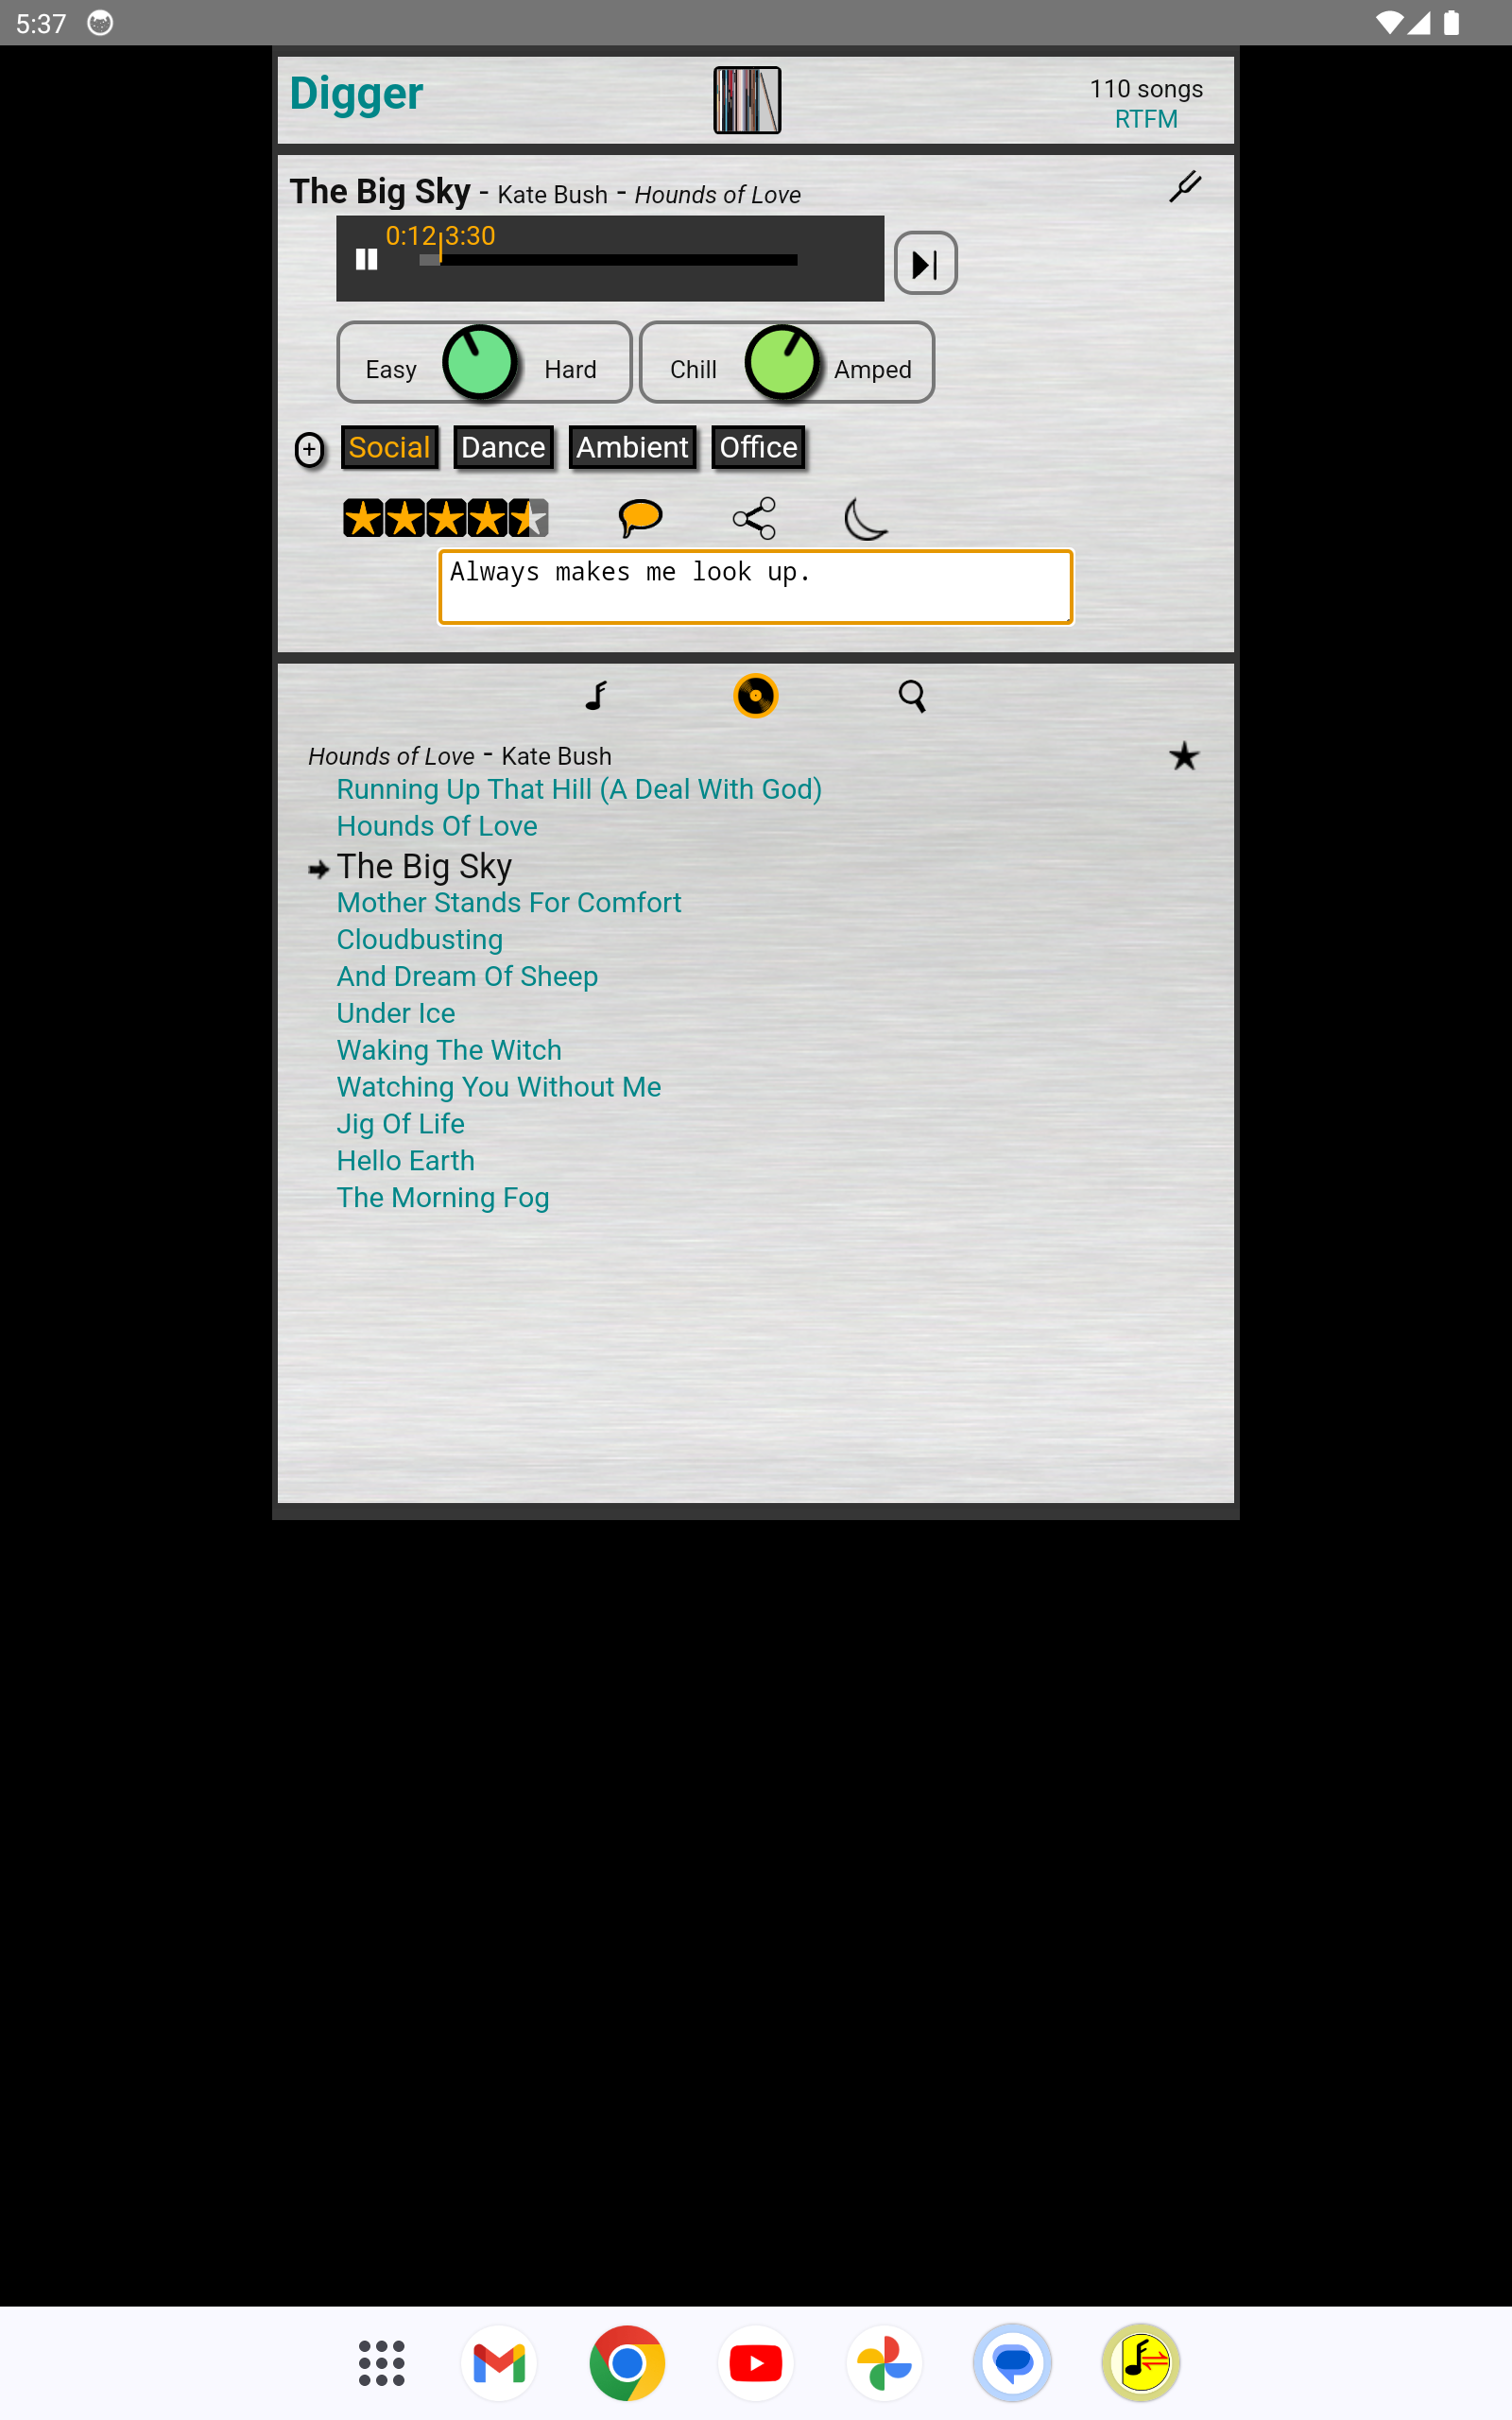 5:37
Digger
110 songs
RTFM
The Big Sky - Kate Bush - Hounds of Love
0:12 3:30
Easy Hard Chill Amped
+ Social Dance Ambient Office
Always makes me look up.
Hounds of Love - Kate Bush
Running Up That Hill (A Deal With God)
Hounds Of Love
The Big Sky
Mother Stands For Comfort
Cloudbusting
And Dream Of Sheep
Under Ice
Waking The Witch
Watching You Without Me
Jig Of Life
Hello Earth
The Morning Fog